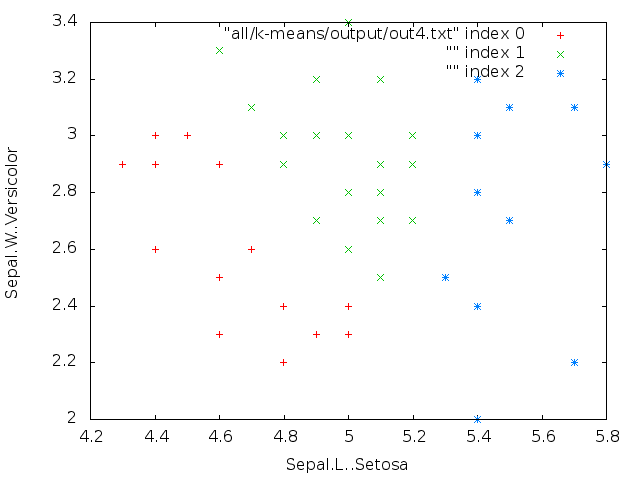 3.4
"all/k-means/output/out4.txt" index 0
"" index 1
"" index 2
3.2
3
2.8
2.6
2.4
2.2
2
4.2 4.4 4.6 4.8 5 5.2 5.4 5.6 5.8
Sepal.W..Versicolor
Sepal.L..Setosa